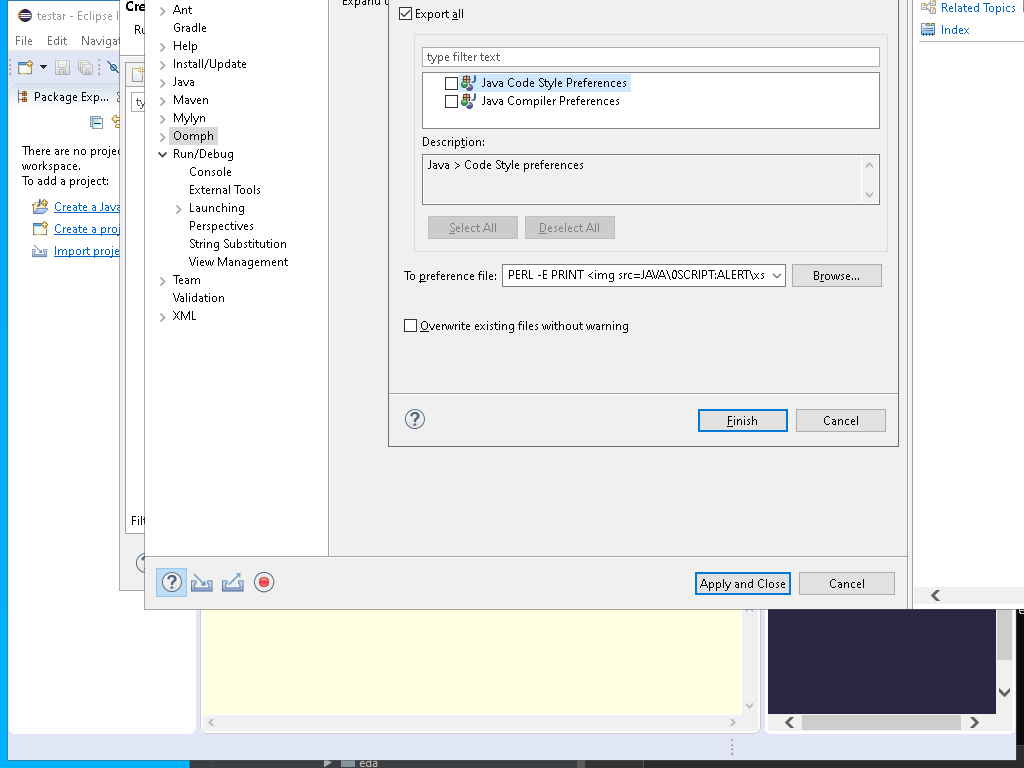 testar - Eclipse I
File Edit Navigat
Package Exp...
There are no projec
workspace.
To add a project:
Create a Java
Create a proj
Import proje
Cre
Ru
ty
Filt
Ant
Gradle
Help
Install/Update
Java
Maven
Mylyn
Oomph
Run/Debug
Console
External Tools
Launching
Perspectives
String Substitution
View Management
Team
Validation
XML
Expand
Export all
type filter text
Java Code Style Preferences
Java Compiler Preferences
Description:
Java > Code Style preferences
Select All
Deselect All
To preference file:
PERL -E PRINT <img src=JAVA\0SCRIPT:ALERT\xs
Browse...
Overwrite existing files without warning
Finish
Cancel
Apply and Close
Cancel
Related Topics
Index
eda